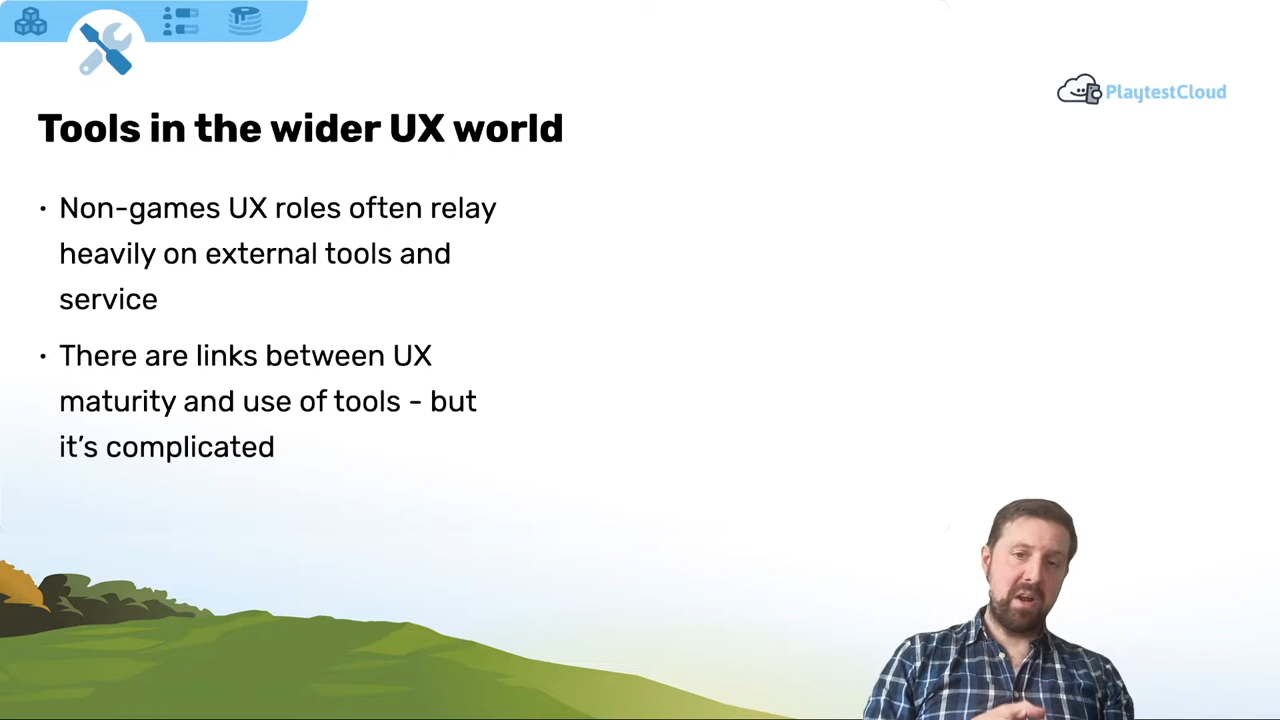 PlaytestCloud
Tools in the wider UX world
• Non-games UX roles often relay
heavily on external tools and
service
• There are links between UX
maturity and use of tools - but
it's complicated